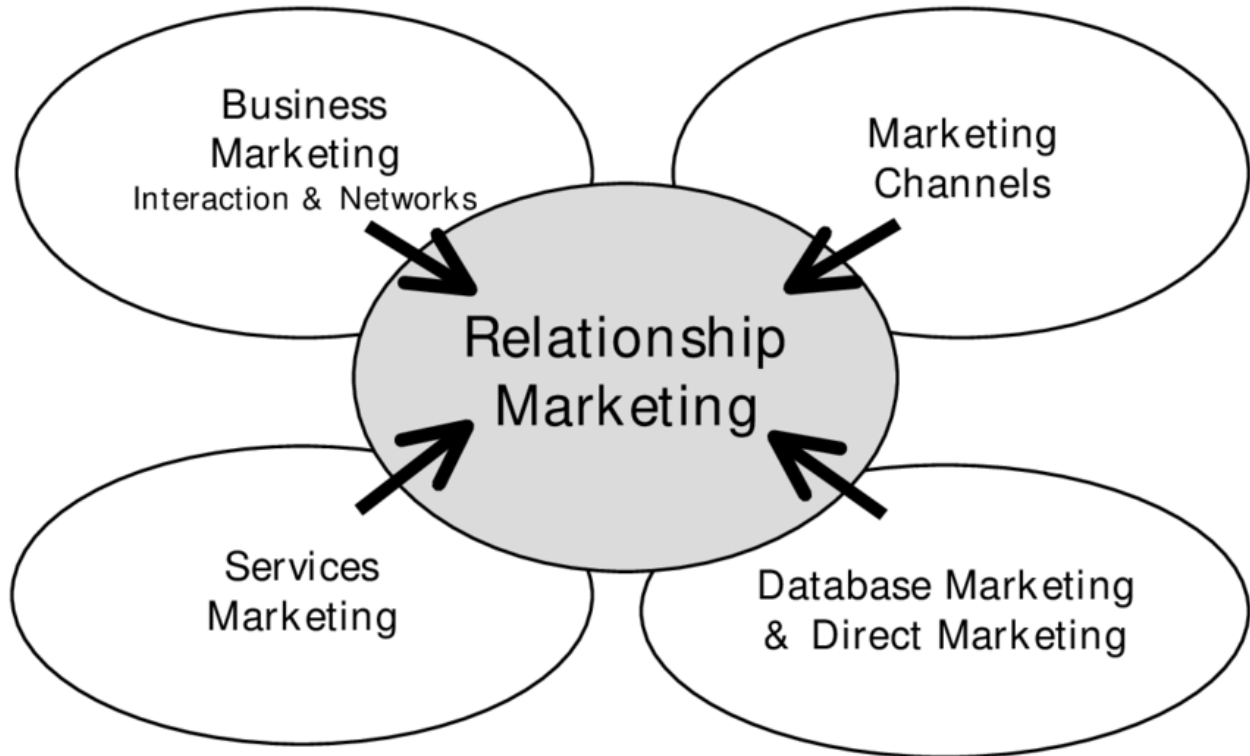 Business
Marketing
Interaction & Networks
Marketing
Channels
Relationship
Marketing
Services
Marketing
Database Marketing
& Direct Marketing